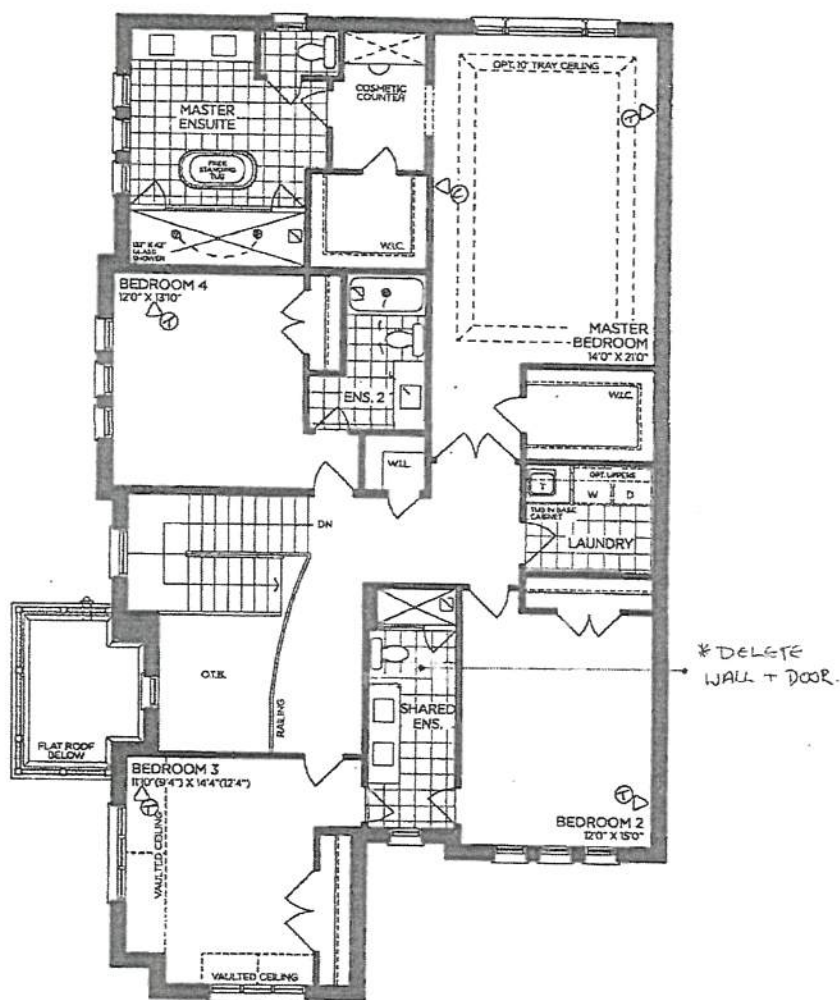 OPT. 10' TRAY CEILING
COSMETIC
COUNTER
MASTER
ENSUITE
FREE
STANDING
TUB
W.I.C.
GLASS
SHOWER
BEDROOM 4
12'0" X 13'10"
MASTER
BEDROOM
14'0" X 21'0"
ENS. 2
W.I.C.
W.I.L.
OPT. UPPERS
T
W
D
TUB IN BASE
CABINET
DN
LAUNDRY
O.T.B.
RAILING
SHARED
ENS.
* DELETE
WALL + DOOR.
FLAT ROOF
BELOW
BEDROOM 3
11'10"(9'4") X 14'4"(12'4")
VAULTED CEILING
BEDROOM 2
12'0" X 15'0"
VAULTED CEILING